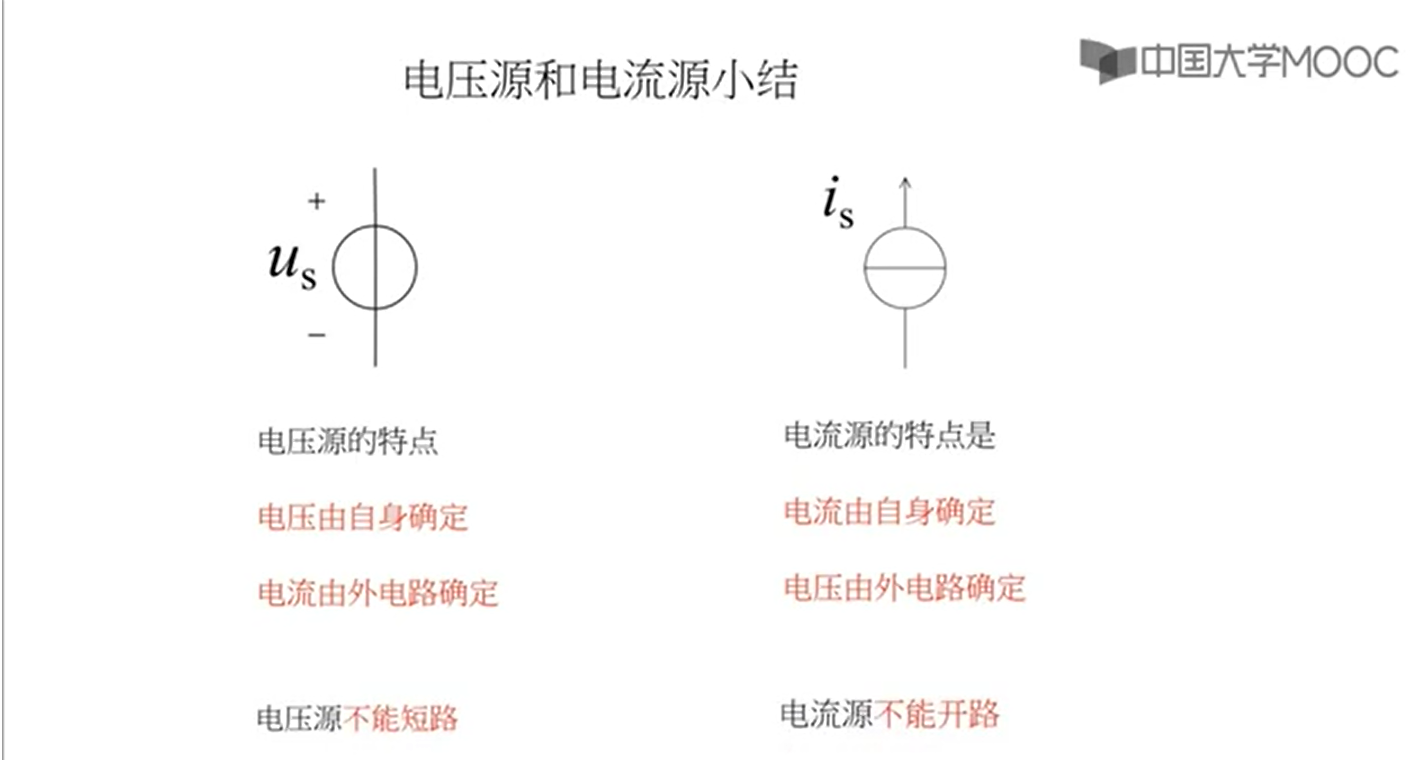 中国大学MOOC
电压源和电流源小结
+
us
−
is
电压源的特点
电压由自身确定
电流由外电路确定
电压源不能短路
电流源的特点是
电流由自身确定
电压由外电路确定
电流源不能开路